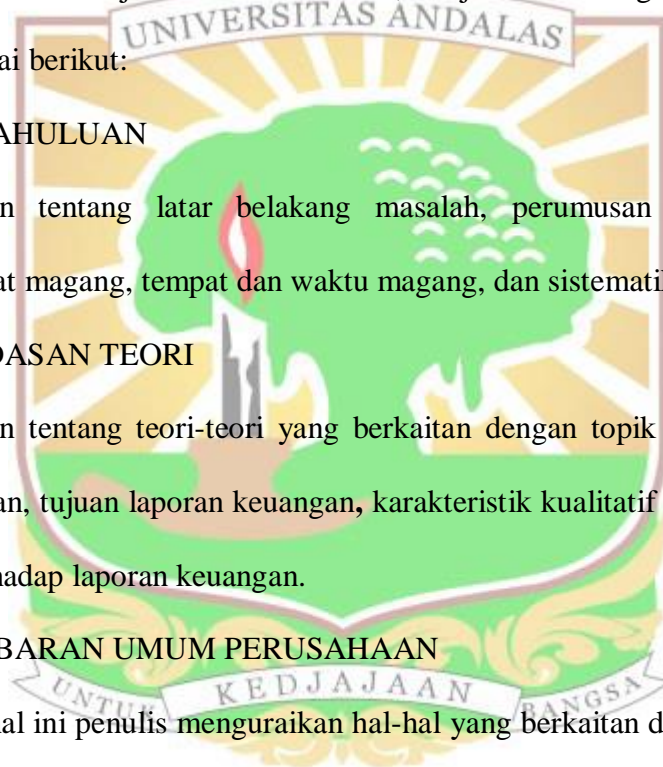 UNIVERSITAS ANDALAS
ai berikut:
AHULUAN
n tentang latar belakang masalah, perumusan
at magang, tempat dan waktu magang, dan sistematil
DASAN TEORI
n tentang teori-teori yang berkaitan dengan topik
an, tujuan laporan keuangan, karakteristik kualitatif
hadap laporan keuangan.
BARAN UMUM PERUSAHAAN
UNTUK KEDJAJAAN BANGSA
nal ini penulis menguraikan hal-hal yang berkaitan d